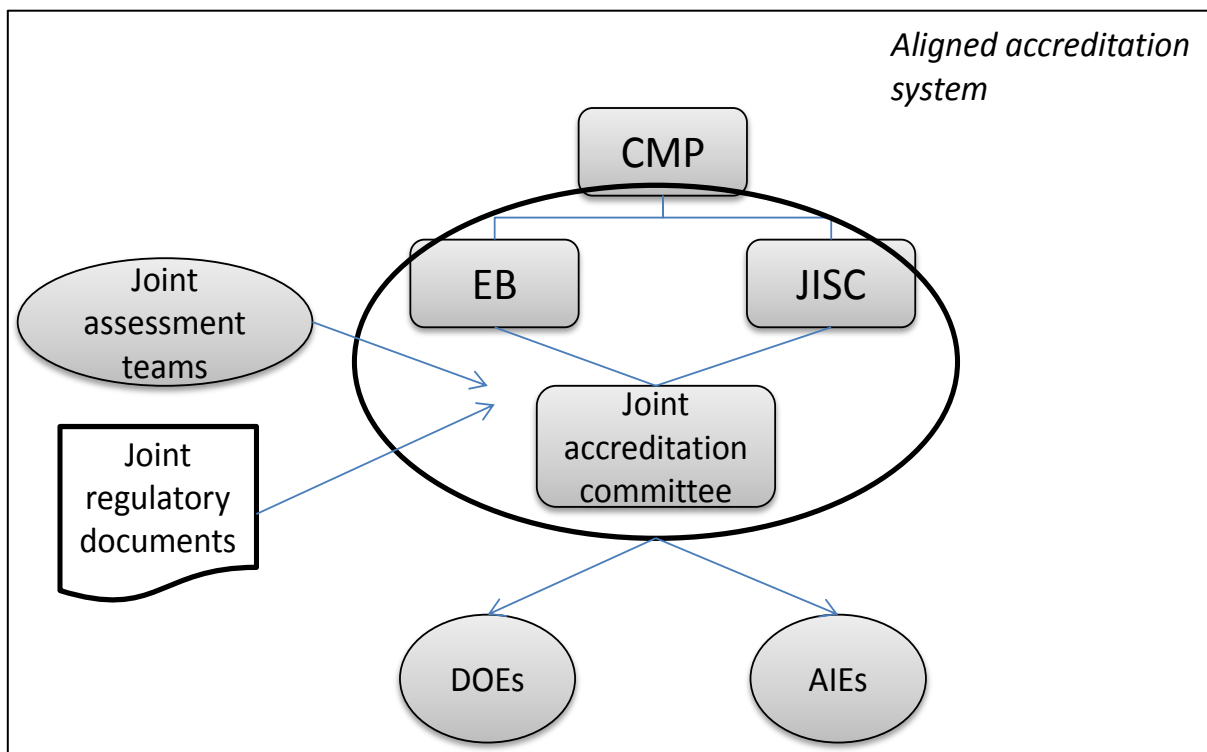 Aligned accreditation
system
CMP
EB
JISC
Joint
assessment
teams
Joint
accreditation
committee
Joint
regulatory
documents
DOEs
AIEs